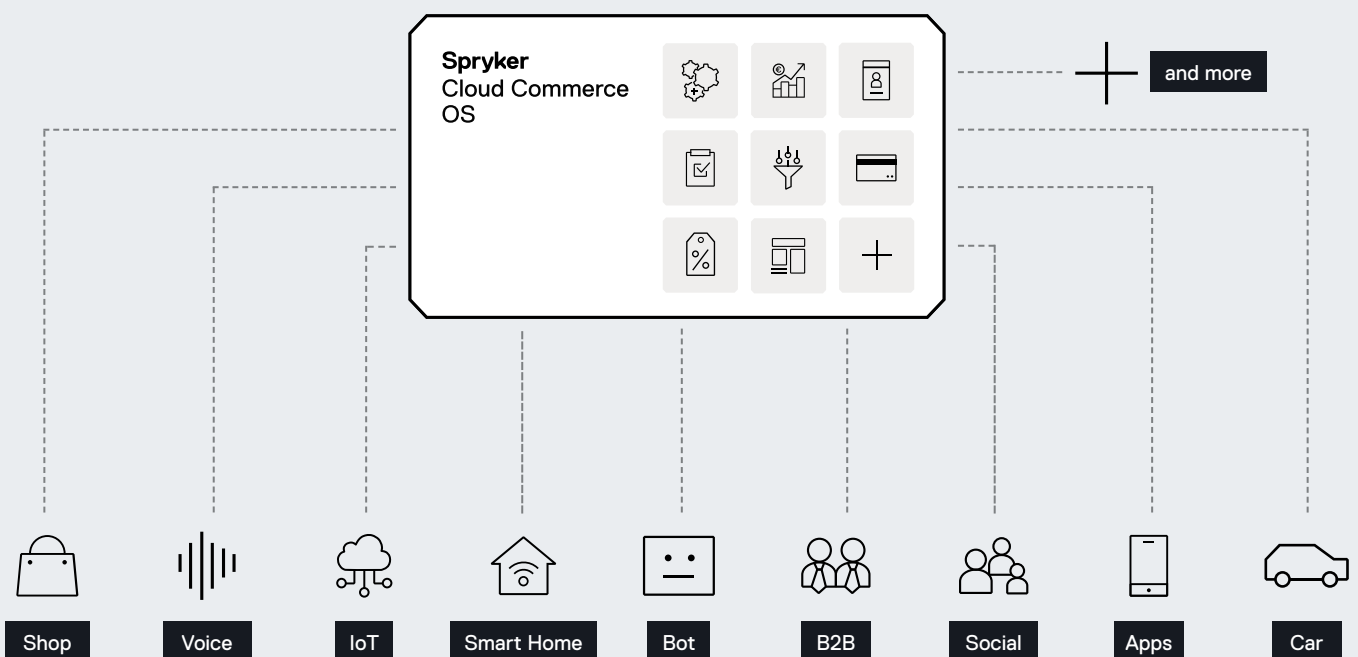 Spryker
Cloud Commerce
OS
and more
Shop
Voice
IoT
Smart Home
Bot
B2B
Social
Apps
Car